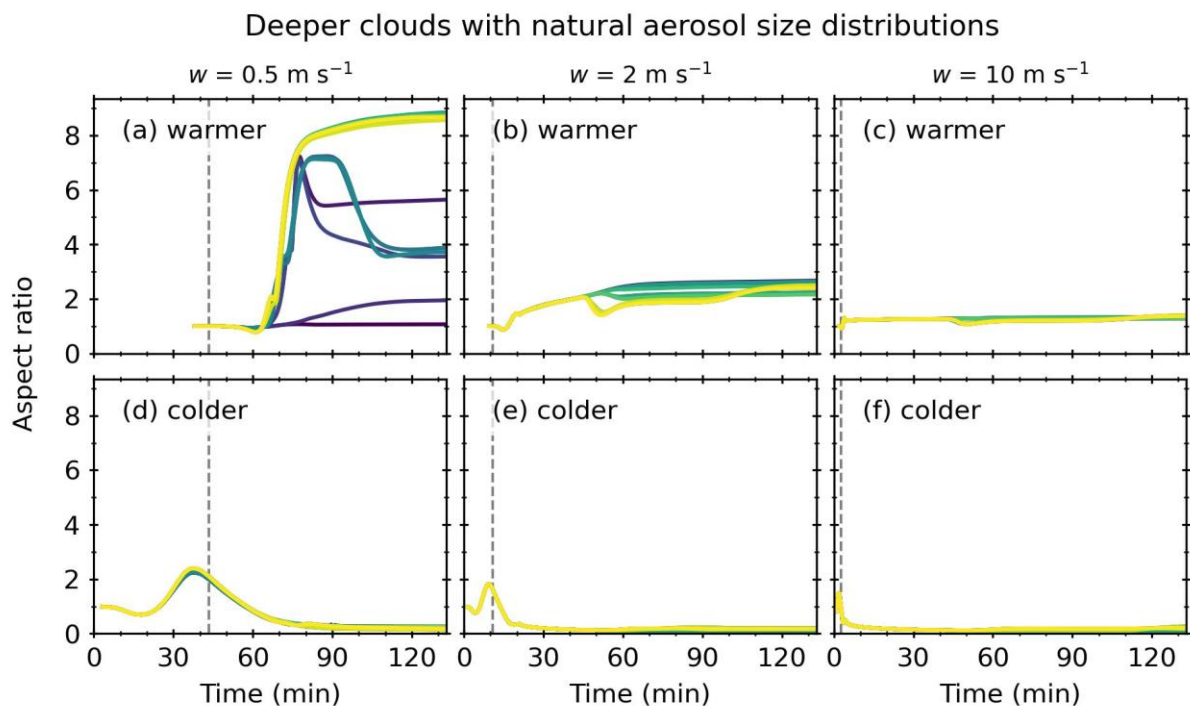 Deeper clouds with natural aerosol size distributions
w = 0.5 m s⁻¹
w = 2 m s⁻¹
w = 10 m s⁻¹
Aspect ratio
8
6
4
2
0
(a) warmer
(b) warmer
(c) warmer
8
6
4
2
0
(d) colder
(e) colder
(f) colder
0 30 60 90 120
0 30 60 90 120
0 30 60 90 120
Time (min)
Time (min)
Time (min)